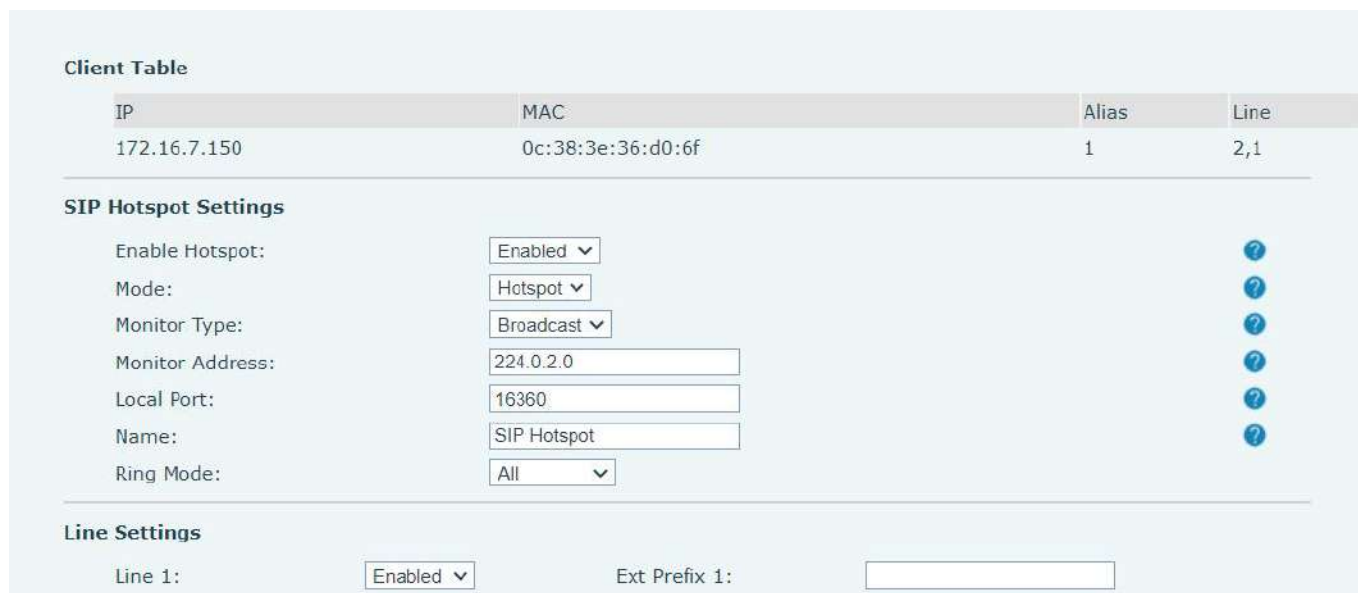 Client Table
IP MAC Alias Line
172.16.7.150 0c:38:3e:36:d0:6f 1 2,1
SIP Hotspot Settings
Enable Hotspot: Enabled ?
Mode: Hotspot ?
Monitor Type: Broadcast ?
Monitor Address: 224.0.2.0 ?
Local Port: 16360 ?
Name: SIP Hotspot ?
Ring Mode: All
Line Settings
Line 1: Enabled Ext Prefix 1: